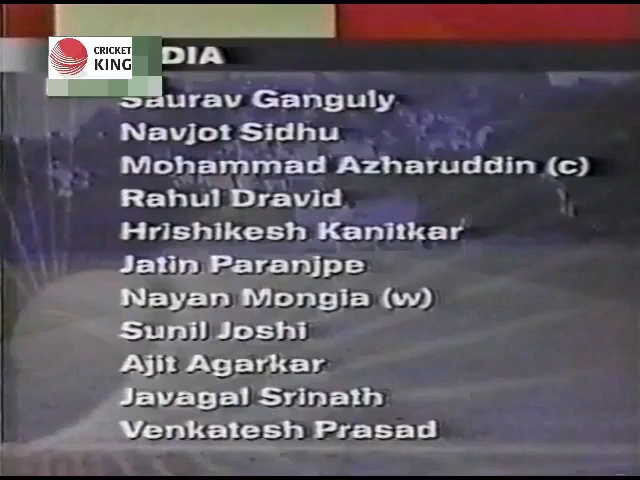 CRICKET
KING
DIA
Saurav Ganguly
Navjot Sidhu
Mohammad Azharuddin (c)
Rahul Dravid
Hrishikesh Kanitkar
Jatin Paranjpe
Nayan Mongia (w)
Sunil Joshi
Ajit Agarkar
Javagal Srinath
Venkatesh Prasad